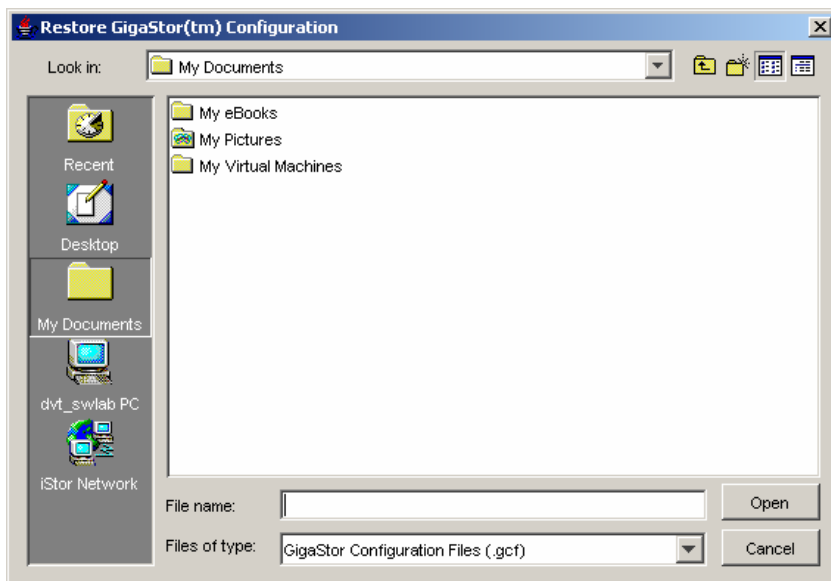 Restore GigaStor(tm) Configuration
Look in:
My Documents
Recent
Desktop
My Documents
dvt_swlab PC
iStor Network
My eBooks
My Pictures
My Virtual Machines
File name:
Open
Files of type:
GigaStor Configuration Files (.gcf)
Cancel